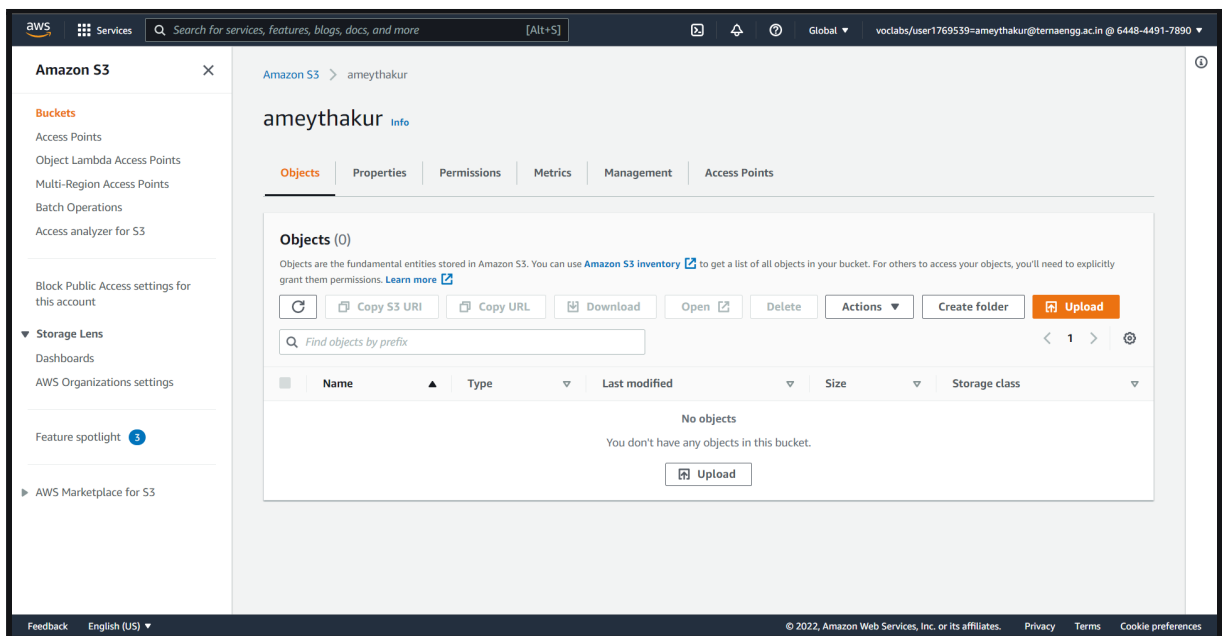 aws Services Search for services, features, blogs, docs, and more [Alt+S] Global ▼ voclabs/user1769539=ameythakur@ternaengg.ac.in @ 6448-4491-7890 ▼
Amazon S3
Buckets
Access Points
Object Lambda Access Points
Multi-Region Access Points
Batch Operations
Access analyzer for S3
Block Public Access settings for
this account
▼ Storage Lens
Dashboards
AWS Organizations settings
Feature spotlight 3
▶ AWS Marketplace for S3
Amazon S3 > ameythakur
ameythakur Info
Objects Properties Permissions Metrics Management Access Points
Objects (0)
Objects are the fundamental entities stored in Amazon S3. You can use Amazon S3 inventory to get a list of all objects in your bucket. For others to access your objects, you'll need to explicitly
grant them permissions. Learn more
Copy S3 URI Copy URL Download Open Delete Actions ▼ Create folder Upload
Find objects by prefix < 1 >
Name ▲ Type ▽ Last modified ▽ Size ▽ Storage class ▽
No objects
You don't have any objects in this bucket.
Upload
Feedback English (US) ▼ © 2022, Amazon Web Services, Inc. or its affiliates. Privacy Terms Cookie preferences